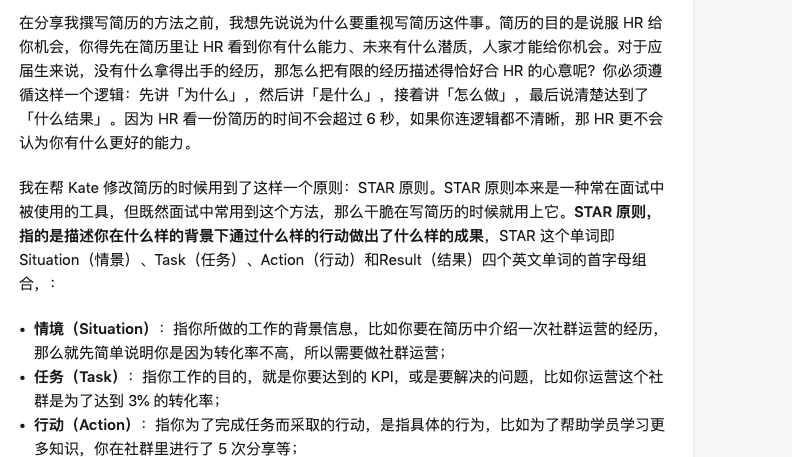 在分享我撰写简历的方法之前，我想先说说为什么要重视写简历这件事。简历的目的是说服 HR 给
你机会，你得先在简历里让 HR 看到你有什么能力、未来有什么潜质，人家才能给你机会。对于应
届生来说，没有什么拿得出手的经历，那怎么把有限的经历描述得恰好合 HR 的心意呢？你必须遵
循这样一个逻辑：先讲「为什么」，然后讲「是什么」，接着讲「怎么做」，最后说清楚达到了
「什么结果」。因为 HR 看一份简历的时间不会超过 6 秒，如果你连逻辑都不清晰，那 HR 更不会
认为你有什么更好的能力。
我在帮 Kate 修改简历的时候用到了这样一个原则：STAR 原则。STAR 原则本来是一种常在面试中
被使用的工具，但既然面试中常用到这个方法，那么干脆在写简历的时候就用上它。STAR 原则，
指的是描述你在什么样的背景下通过什么样的行动做出了什么样的成果，STAR 这个单词即
Situation（情景）、Task（任务）、Action（行动）和Result（结果）四个英文单词的首字母组
合，：
• 情境（Situation）：指你所做的工作的背景信息，比如你要在简历中介绍一次社群运营的经历，
那么就先简单说明你是因为转化率不高，所以需要做社群运营；
• 任务（Task）：指你工作的目的，就是你要达到的 KPI，或是要解决的问题，比如你运营这个社
群是为了达到 3% 的转化率；
• 行动（Action）：指你为了完成任务而采取的行动，是指具体的行为，比如为了帮助学员学习更
多知识，你在社群里进行了 5 次分享等；